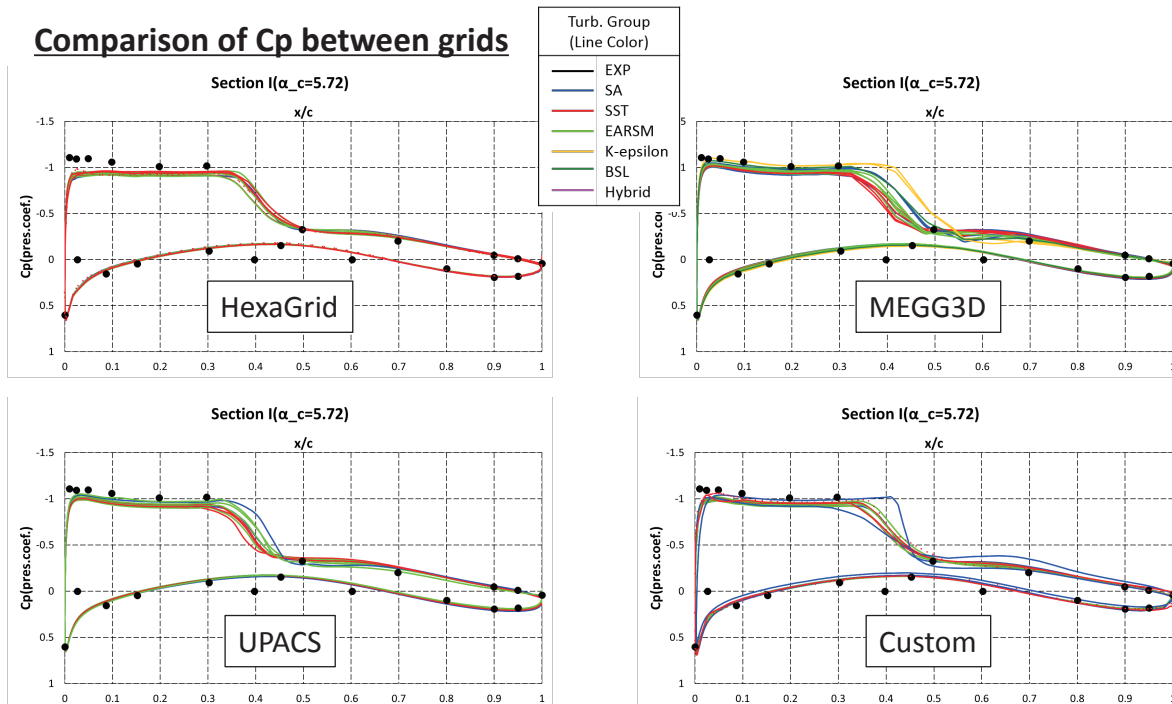 Comparison of Cp between grids
Turb. Group
(Line Color)
EXP
SA
SST
EARSM
K-epsilon
BSL
Hybrid
Section I(α_c=5.72)
x/c
Cp(pres.coef.)
-1.5
-1
-0.5
0
0.5
1
0 0.1 0.2 0.3 0.4 0.5 0.6 0.7 0.8 0.9 1
HexaGrid
Section I(α_c=5.72)
x/c
Cp(pres.coef.)
5
-1
-0.5
0
0.5
1
0 0.1 0.2 0.3 0.4 0.5 0.6 0.7 0.8 0.9 1
MEGG3D
Section I(α_c=5.72)
x/c
Cp(pres.coef.)
-1.5
-1
-0.5
0
0.5
1
0 0.1 0.2 0.3 0.4 0.5 0.6 0.7 0.8 0.9 1
UPACS
Section I(α_c=5.72)
x/c
Cp(pres.coef.)
-1.5
-1
-0.5
0
0.5
1
0 0.1 0.2 0.3 0.4 0.5 0.6 0.7 0.8 0.9 1
Custom